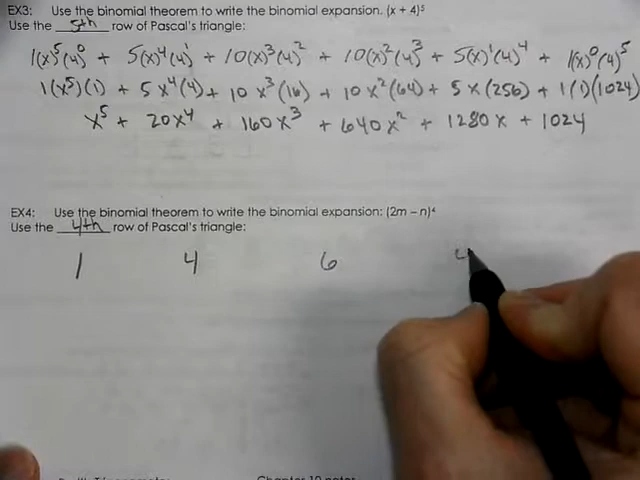 EX3: Use the binomial theorem to write the binomial expansion. (x + 4)⁵
Use the 5th row of Pascal's triangle:
1(x)⁵(4)⁰ + 5(x)⁴(4)¹ + 10(x)³(4)² + 10(x)²(4)³ + 5(x)¹(4)⁴ + 1(x)⁰(4)⁵
1(x⁵)(1) + 5x⁴(4) + 10x³(16) + 10x²(64) + 5x(256) + 1(1)(1024)
x⁵ + 20x⁴ + 160x³ + 640x² + 1280x + 1024
EX4: Use the binomial theorem to write the binomial expansion: (2m – n)⁴
Use the 4th row of Pascal's triangle:
1 4 6